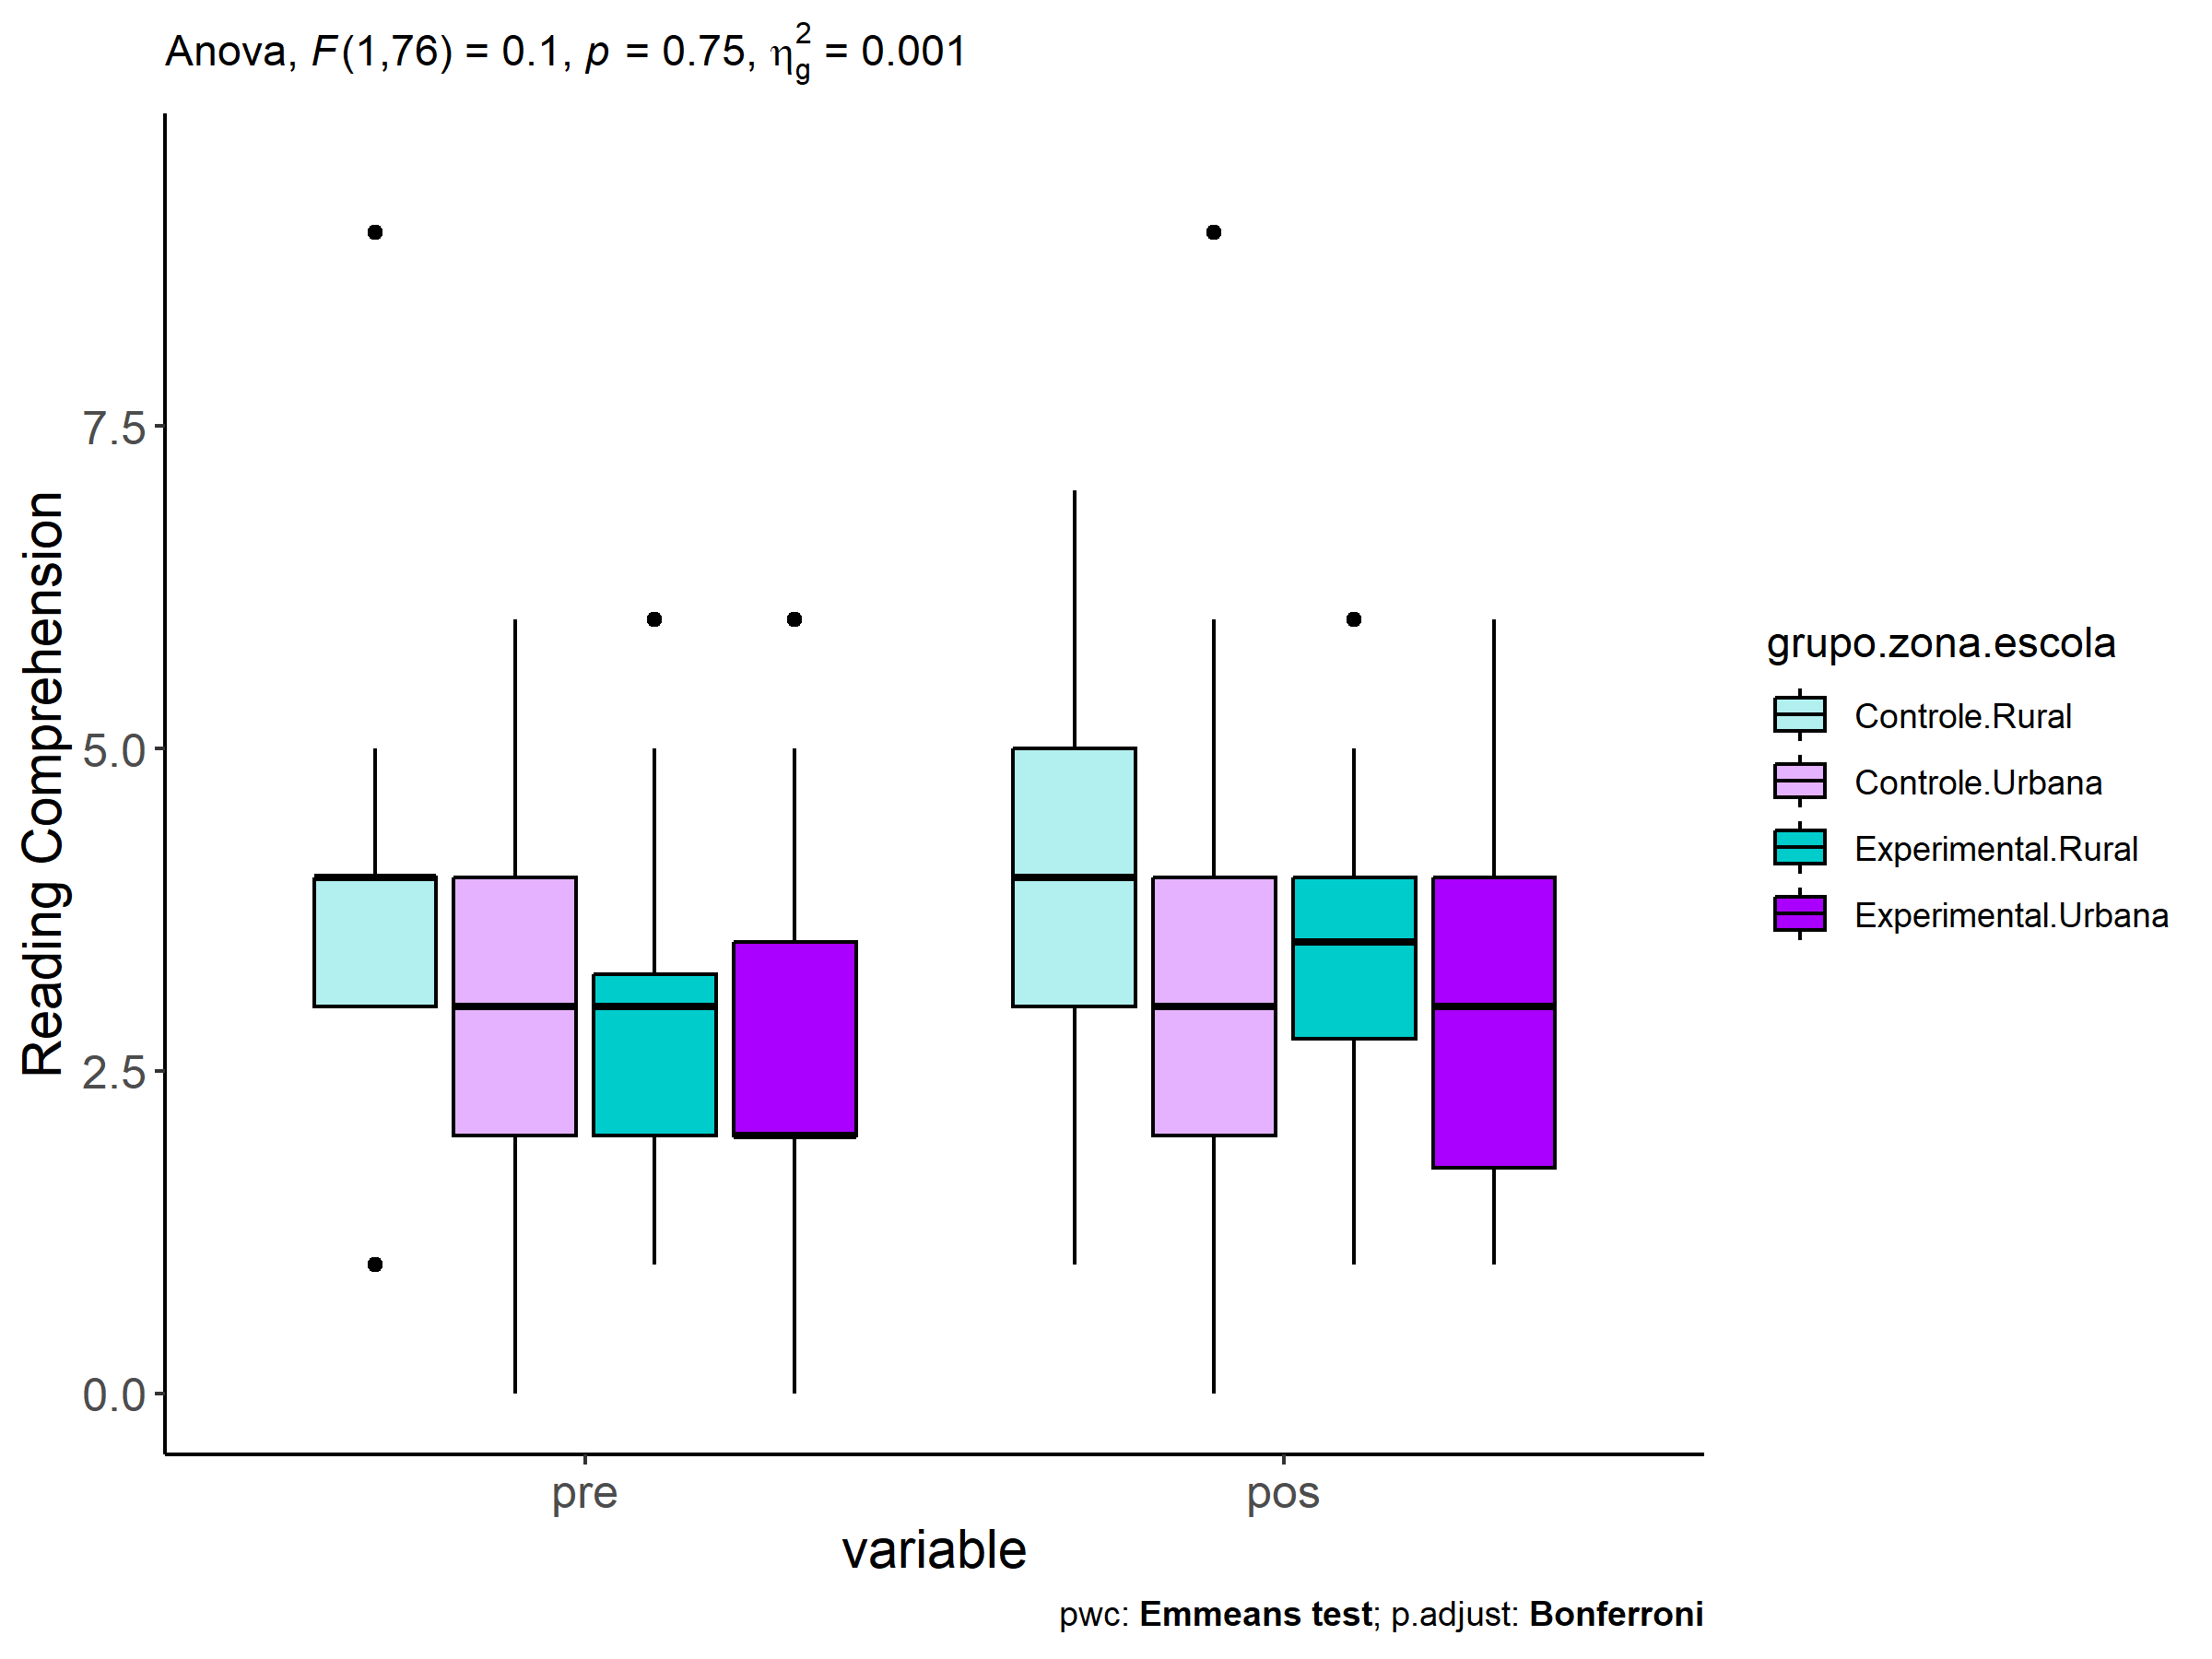 Anova, F(1,76) = 0.1, p = 0.75, η²g = 0.001
Reading Comprehension
7.5
5.0
2.5
0.0
pre
pos
variable
grupo.zona.escola
Controle.Rural
Controle.Urbana
Experimental.Rural
Experimental.Urbana
pwc: Emmeans test; p.adjust: Bonferroni